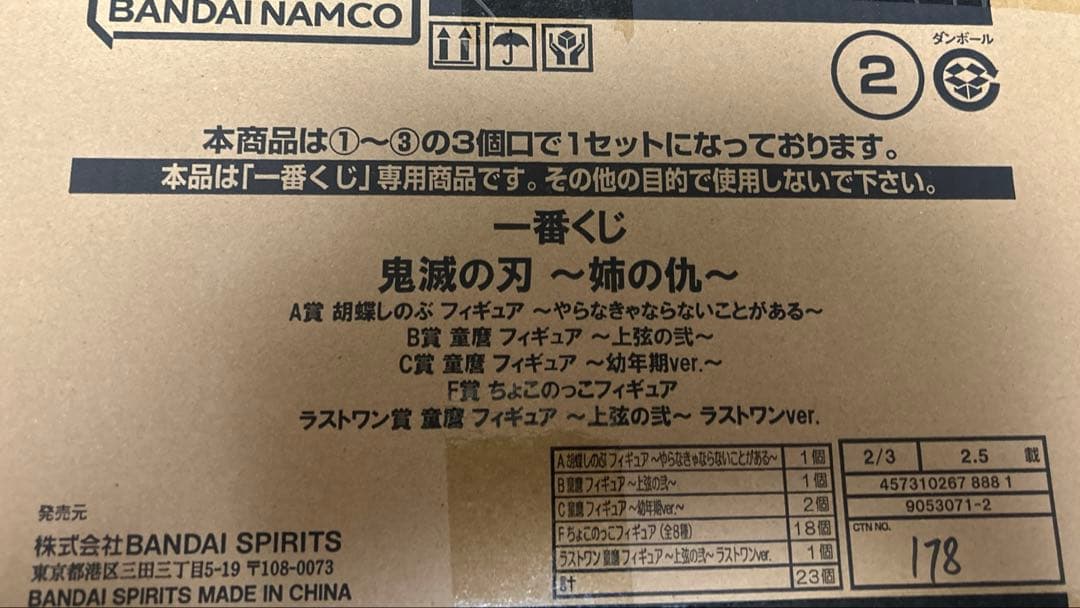 BANDAI NAMCO
2
ダンボール
本商品は①～③の3個口で1セットになっております。
本品は「一番くじ」専用商品です。その他の目的で使用しないで下さい。
一番くじ
鬼滅の刃 ～姉の仇～
A賞 胡蝶しのぶ フィギュア ～やらなきゃならないことがある～
B賞 童磨 フィギュア ～上弦の弐～
C賞 童磨 フィギュア ～幼年期ver.～
F賞 ちょこのっこフィギュア
ラストワン賞 童磨 フィギュア ～上弦の弐～ ラストワンver.
A 胡蝶しのぶ フィギュア ～やらなきゃならないことがある～ 1個
B 童磨 フィギュア ～上弦の弐～ 1個
C 童磨 フィギュア ～幼年期ver.～ 2個
F ちょこのっこフィギュア (全8種) 18個
ラストワン 童磨 フィギュア ～上弦の弐～ ラストワンver. 1個
合計 23個
2/3 2.5 載
457310267 888 1
9053071-2
CTN NO.
178
発売元
株式会社BANDAI SPIRITS
東京都港区三田三丁目5-19 〒108-0073
BANDAI SPIRITS MADE IN CHINA